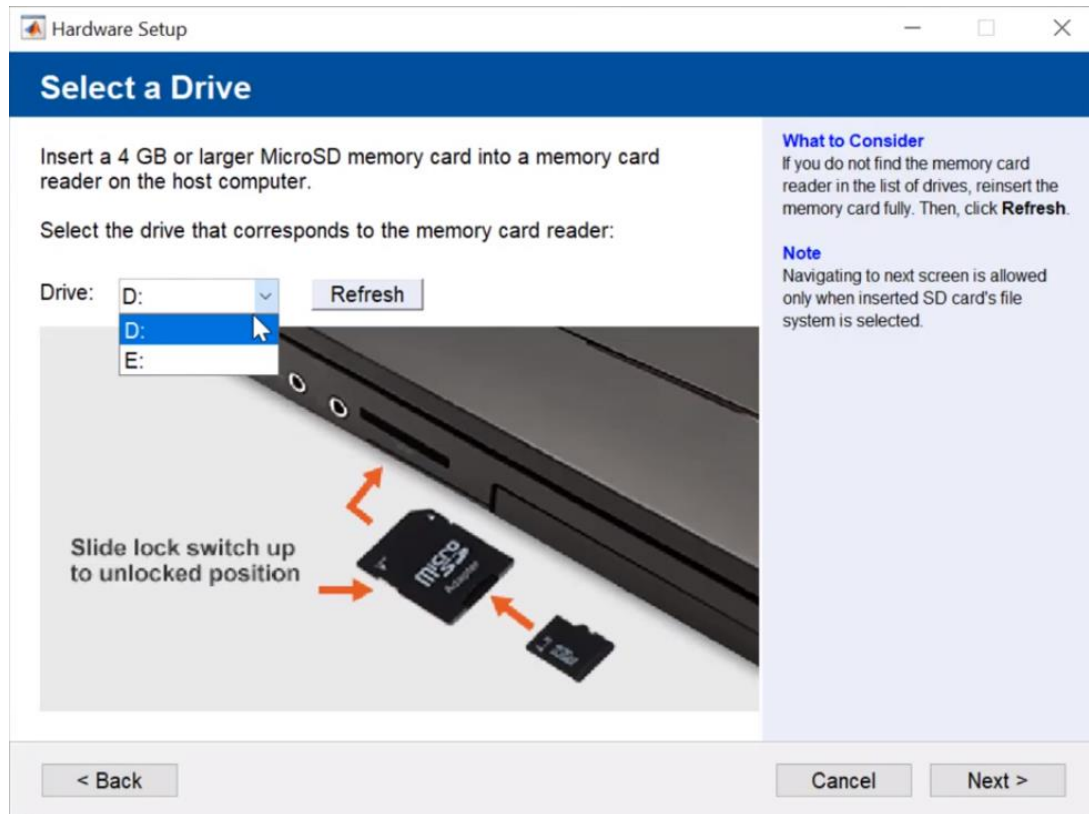 Hardware Setup
Select a Drive
Insert a 4 GB or larger MicroSD memory card into a memory card
reader on the host computer.
Select the drive that corresponds to the memory card reader:
Drive:
D:
Refresh
D:
E:
Slide lock switch up
to unlocked position
micro
SD
Adapter
What to Consider
If you do not find the memory card
reader in the list of drives, reinsert the
memory card fully. Then, click Refresh.
Note
Navigating to next screen is allowed
only when inserted SD card's file
system is selected.
< Back
Cancel
Next >